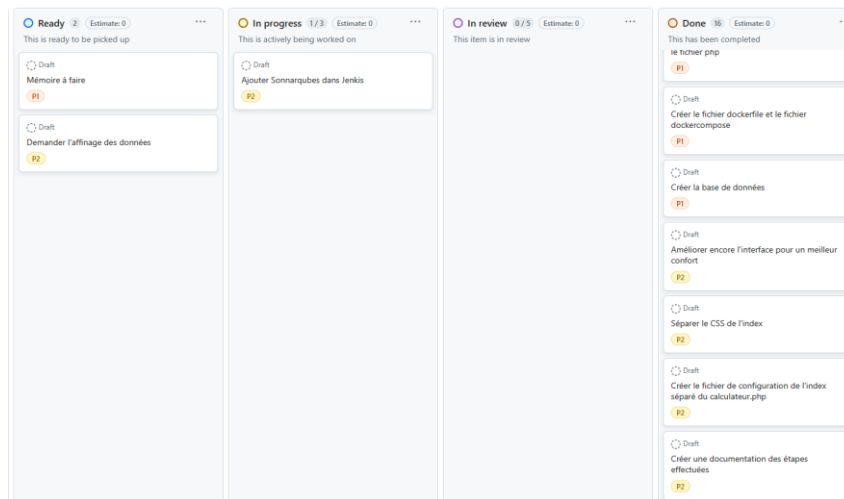 Ready 2 Estimate: 0
This is ready to be picked up
Draft
Mémoire à faire
P1
Draft
Demander l'affinage des données
P2
In progress 1 / 3 Estimate: 0
This is actively being worked on
Draft
Ajouter Sonnarqubes dans Jenkis
P2
In review 0 / 5 Estimate: 0
This item is in review
Done 16 Estimate: 0
This has been completed
le fichier php
P1
Draft
Créer le fichier dockerfile et le fichier
dockercompose
P1
Draft
Créer la base de données
P1
Draft
Améliorer encore l'interface pour un meilleur
confort
P2
Draft
Séparer le CSS de l'index
P2
Draft
Créer le fichier de configuration de l'index
séparé du calculateur.php
P2
Draft
Créer une documentation des étapes
effectuées
P2